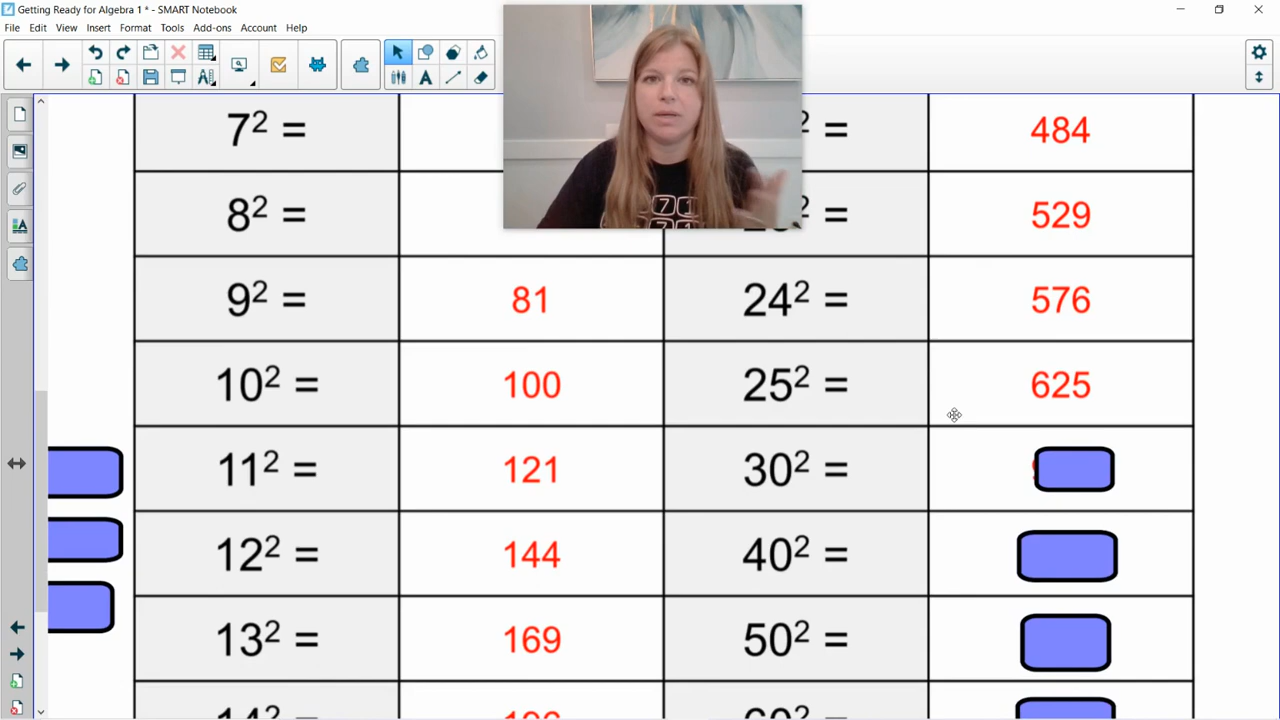 Getting Ready for Algebra 1 * - SMART Notebook
File Edit View Insert Format Tools Add-ons Account Help
7² =
484
8² =
529
9² = 81 24² = 576
10² = 100 25² = 625
11² = 121 30² =
12² = 144 40² =
13² = 169 50² =